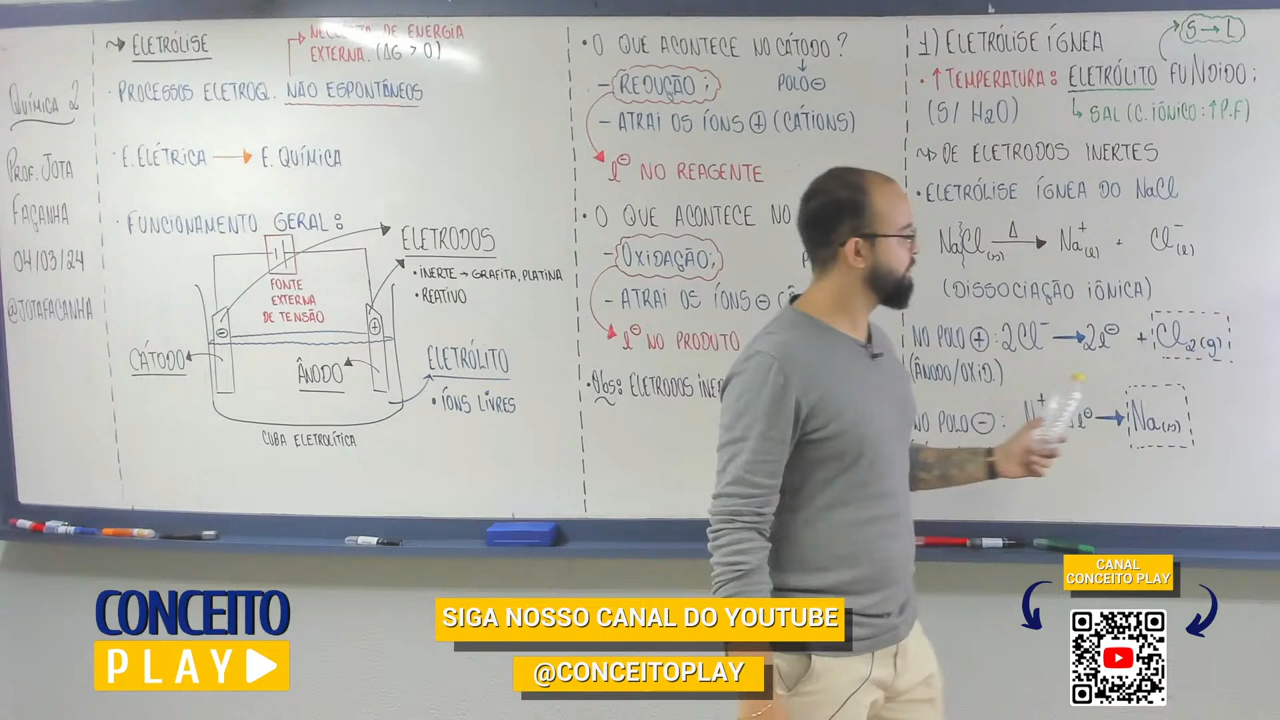 QUÍMICA 2
PROF. JOTA
FAÇANHA
04/03/24
@JOTAFAÇANHA
~> ELETRÓLISE
NECESSITA DE ENERGIA
EXTERNA. (ΔG > 0)
· PROCESSOS ELETROQ. NÃO ESPONTÂNEOS
· E. ELÉTRICA → E. QUÍMICA
· FUNCIONAMENTO GERAL:
ELETRODOS
· INERTE → GRAFITA, PLATINA
· REATIVO
FONTE
EXTERNA
DE TENSÃO
⊖
⊕
CÁTODO
ÂNODO
ELETRÓLITO
· ÍONS LIVRES
CUBA ELETROLÍTICA
· O QUE ACONTECE NO CÁTODO?
POLO ⊖
- REDUÇÃO;
- ATRAI OS ÍONS ⊕ (CÁTIONS)
e⊖ NO REAGENTE
· O QUE ACONTECE NO
- OXIDAÇÃO;
- ATRAI OS ÍONS ⊖
e⊖ NO PRODUTO
· Obs: ELETRODOS
1) ELETRÓLISE ÍGNEA
S → L
· ↑ TEMPERATURA: ELETRÓLITO FUNDIDO;
(S/ H2O)
↳ SAL (C. IÔNICO: ↑P.F)
~> DE ELETRODOS INERTES
· ELETRÓLISE ÍGNEA DO NaCl
NaCl(s) Δ→ Na+(l) + Cl-(l)
(DISSOCIAÇÃO IÔNICA)
NO POLO ⊕: 2Cl- → 2e⊖ + Cl2(g)
(ÂNODO/OXID.)
NO POLO ⊖: → Na(s)
CONCEITO
PLAY
SIGA NOSSO CANAL DO YOUTUBE
@CONCEITOPLAY
CANAL
CONCEITO PLAY